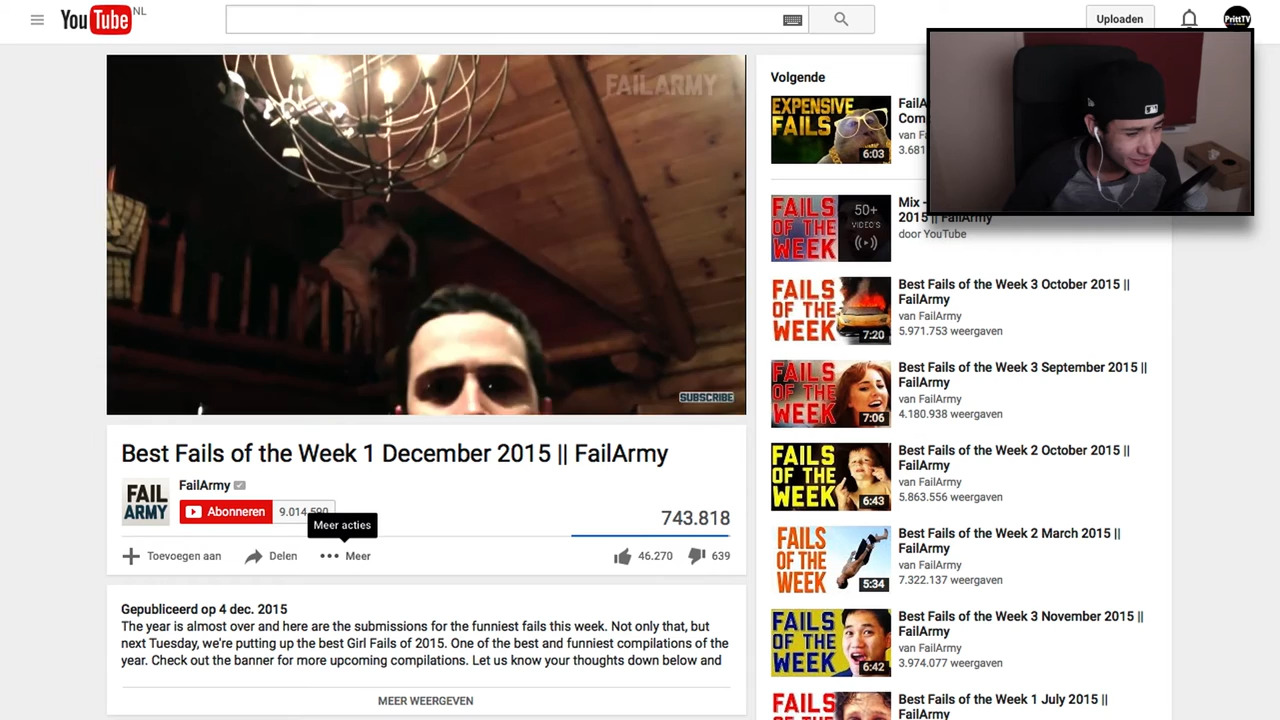 YouTube NL
Uploaden
PrittTV
FAILARMY
SUBSCRIBE
Best Fails of the Week 1 December 2015 || FailArmy
FAIL
ARMY
FailArmy
Abonneren
9.014.590
Meer acties
743.818
Toevoegen aan
Delen
Meer
46.270
639
Gepubliceerd op 4 dec. 2015
The year is almost over and here are the submissions for the funniest fails this week. Not only that, but
next Tuesday, we're putting up the best Girl Fails of 2015. One of the best and funniest compilations of the
year. Check out the banner for more upcoming compilations. Let us know your thoughts down below and
MEER WEERGEVEN
Volgende
EXPENSIVE
FAILS
6:03
van
3.681
FAILS
OF THE
WEEK
50+
VIDEO'S
Mix -
2015 || FailArmy
door YouTube
FAILS
OF THE
WEEK
7:20
Best Fails of the Week 3 October 2015 ||
FailArmy
van FailArmy
5.971.753 weergaven
FAILS
OF THE
WEEK
7:06
Best Fails of the Week 3 September 2015 ||
FailArmy
van FailArmy
4.180.938 weergaven
FAILS
OF THE
WEEK
6:43
Best Fails of the Week 2 October 2015 ||
FailArmy
van FailArmy
5.863.556 weergaven
FAILS
OF THE
WEEK
5:34
Best Fails of the Week 2 March 2015 ||
FailArmy
van FailArmy
7.322.137 weergaven
FAILS
OF THE
WEEK
6:42
Best Fails of the Week 3 November 2015 ||
FailArmy
van FailArmy
3.974.077 weergaven
FAILS
Best Fails of the Week 1 July 2015 ||
FailArmy